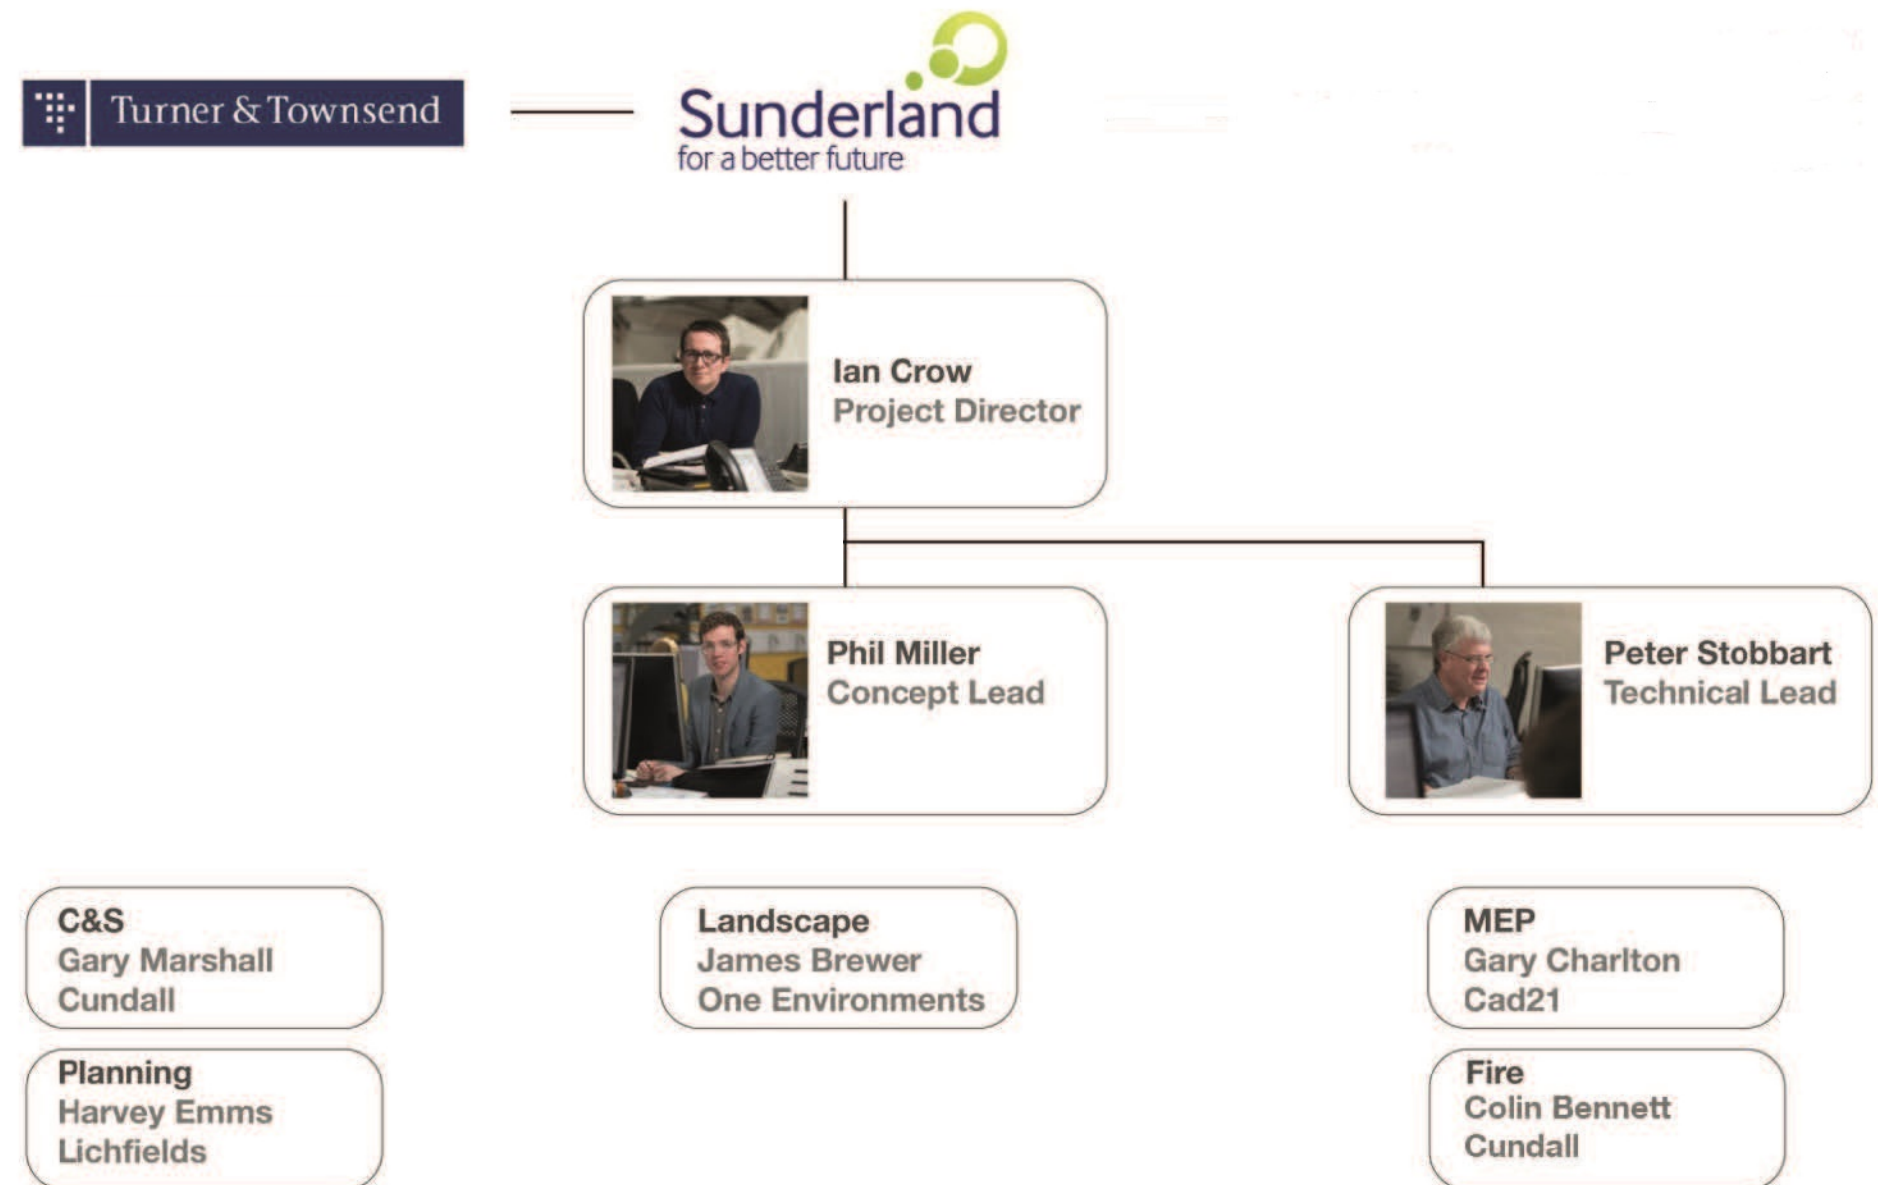 Turner & Townsend
Sunderland
for a better future
Ian Crow
Project Director
Phil Miller
Concept Lead
Peter Stobbart
Technical Lead
C&S
Gary Marshall
Cundall
Landscape
James Brewer
One Environments
MEP
Gary Charlton
Cad21
Planning
Harvey Emms
Lichfields
Fire
Colin Bennett
Cundall